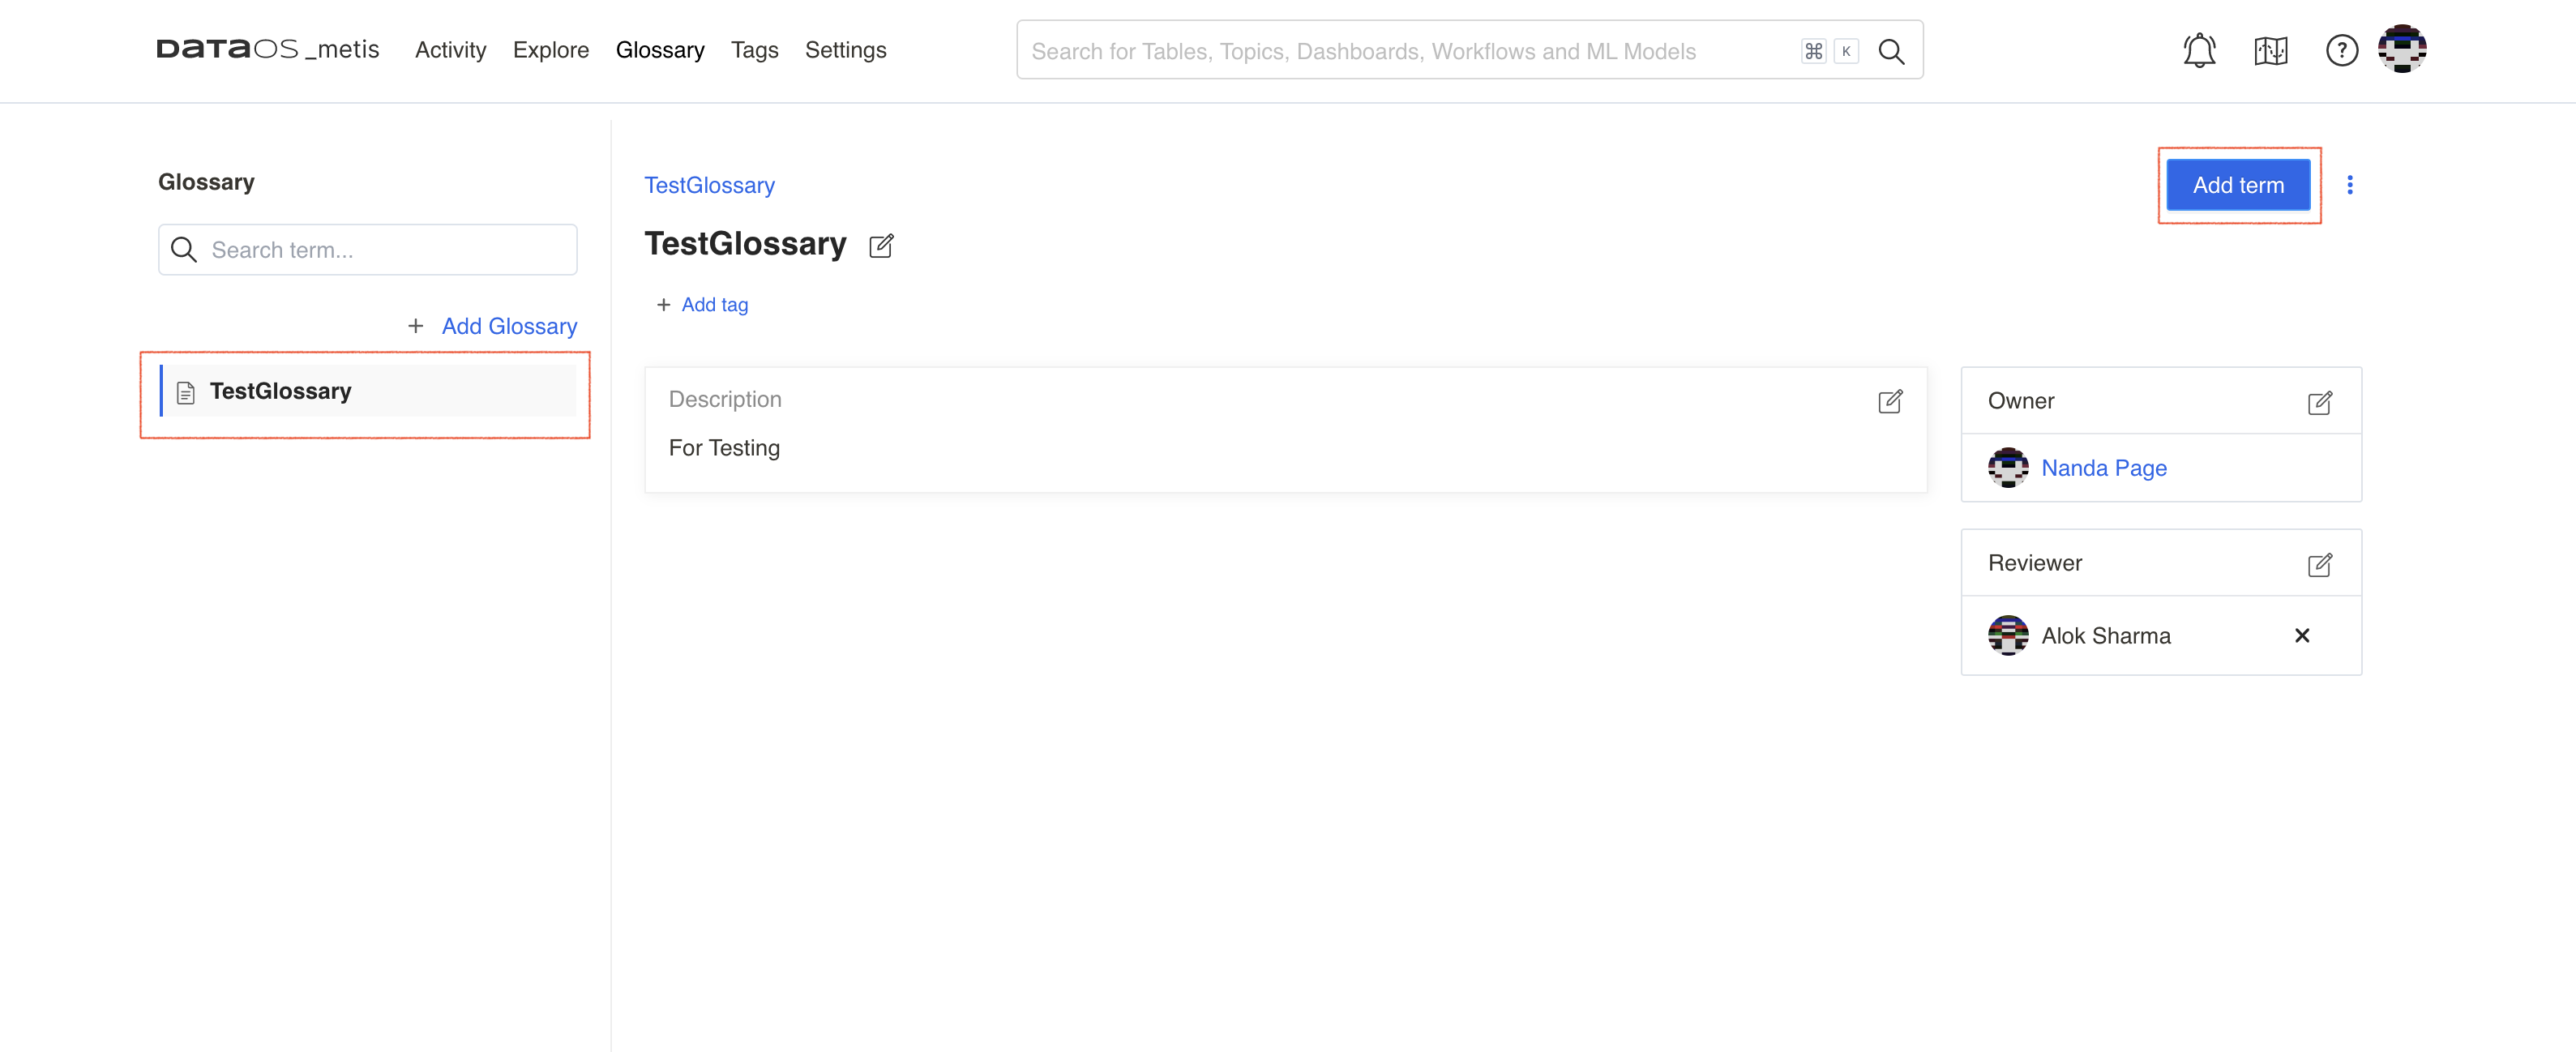 DATAOS _metis Activity Explore Glossary Tags Settings Search for Tables, Topics, Dashboards, Workflows and ML Models ⌘ K ?
Glossary
Search term...
+ Add Glossary
TestGlossary
TestGlossary
Add term
TestGlossary
+ Add tag
Description
For Testing
Owner
Nanda Page
Reviewer
Alok Sharma